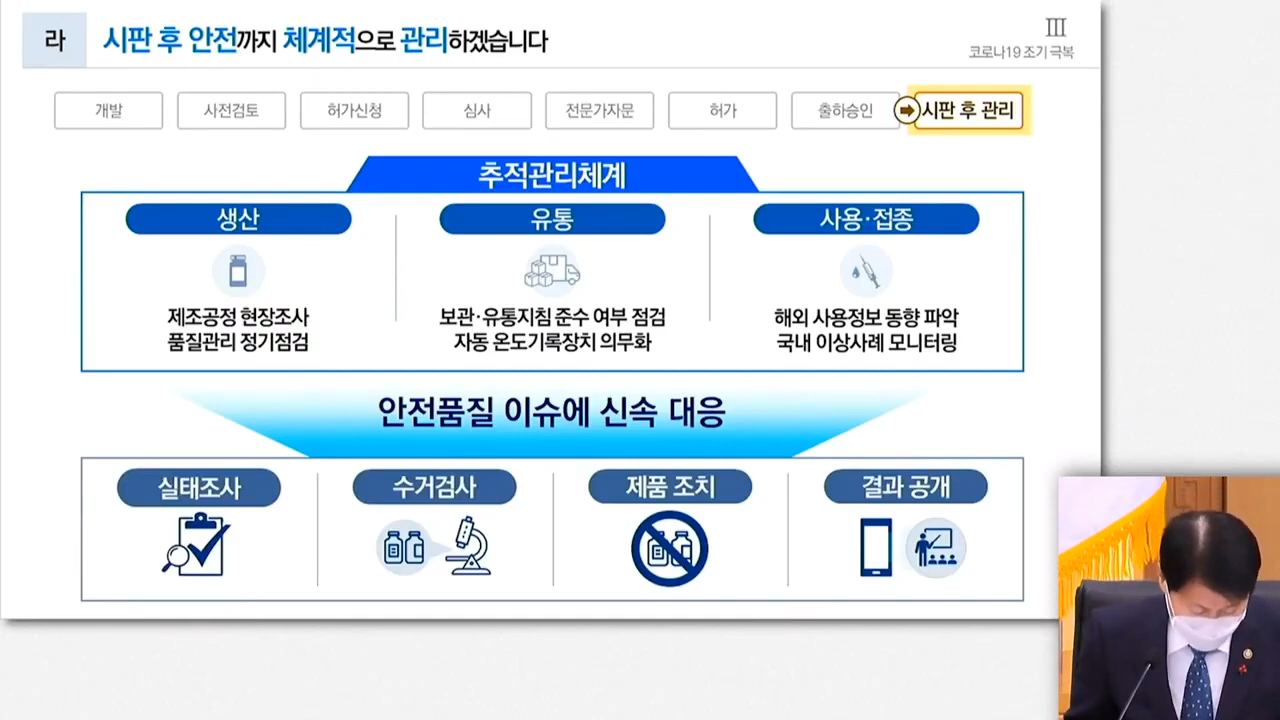 라
시판 후 안전까지 체계적으로 관리하겠습니다
Ⅲ
코로나19 조기 극복
개발
사전검토
허가신청
심사
전문가자문
허가
출하승인
시판 후 관리
추적관리체계
생산
제조공정 현장조사
품질관리 정기점검
유통
보관·유통지침 준수 여부 점검
자동 온도기록장치 의무화
사용·접종
해외 사용정보 동향 파악
국내 이상사례 모니터링
안전품질 이슈에 신속 대응
실태조사
수거검사
제품 조치
결과 공개